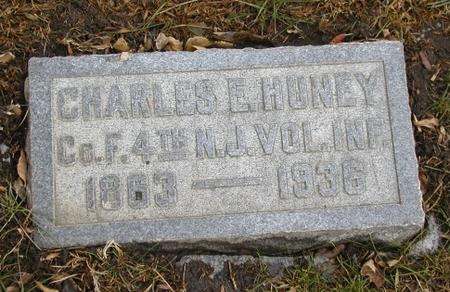 CHARLES E. HUNEY
Co. F. 4TH N.J. VOL. INF.
1863 — 1936